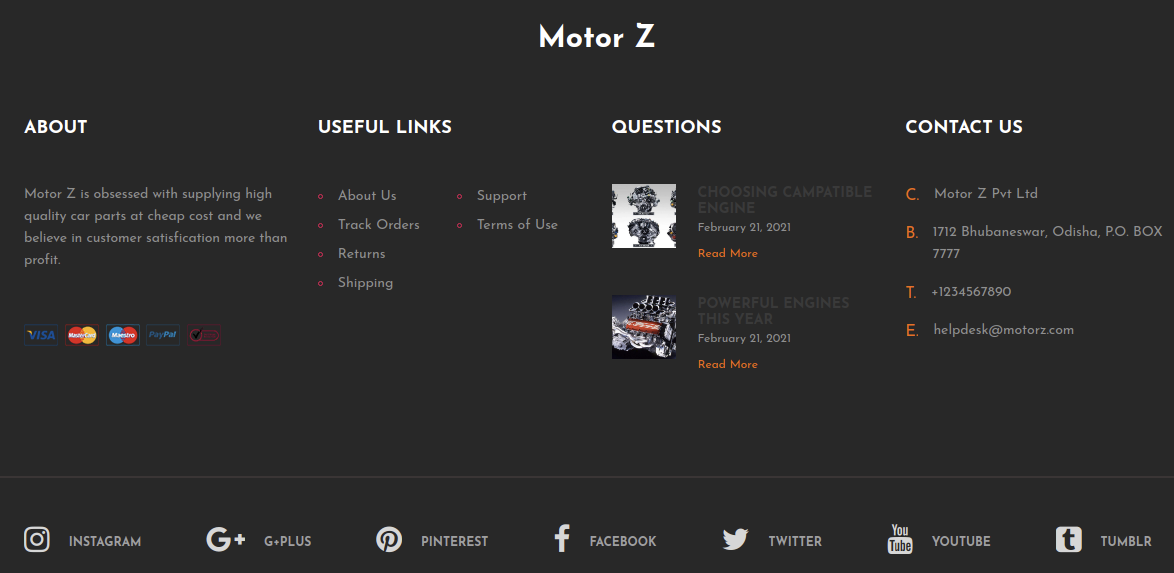 Motor Z
ABOUT
Motor Z is obsessed with supplying high
quality car parts at cheap cost and we
believe in customer satisfication more than
profit.
VISA MasterCard Maestro PayPal
USEFUL LINKS
About Us
Track Orders
Returns
Shipping
Support
Terms of Use
QUESTIONS
CHOOSING CAMPATIBLE
ENGINE
February 21, 2021
Read More
POWERFUL ENGINES
THIS YEAR
February 21, 2021
Read More
CONTACT US
C. Motor Z Pvt Ltd
B. 1712 Bhubaneswar, Odisha, P.O. BOX
7777
T. +1234567890
E. helpdesk@motorz.com
INSTAGRAM G+ G+PLUS PINTEREST FACEBOOK TWITTER You Tube YOUTUBE TUMBLR